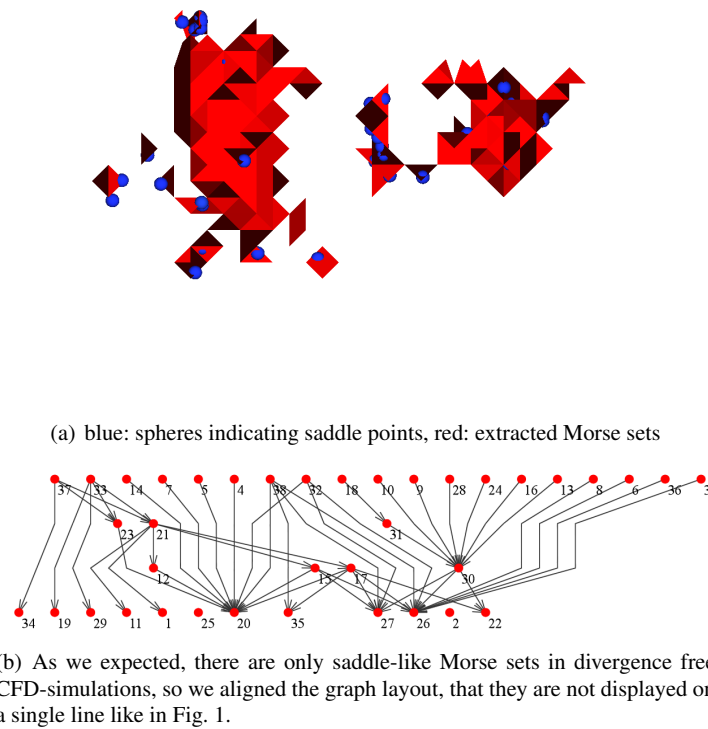 (a) blue: spheres indicating saddle points, red: extracted Morse sets
37 33 14 7 5 4 38 32 18 10 9 28 24 16 13 8 6 36 3
23 21 31
12 15 17 30
34 19 29 11 1 25 20 35 27 26 2 22
(b) As we expected, there are only saddle-like Morse sets in divergence free
CFD-simulations, so we aligned the graph layout, that they are not displayed on
a single line like in Fig. 1.